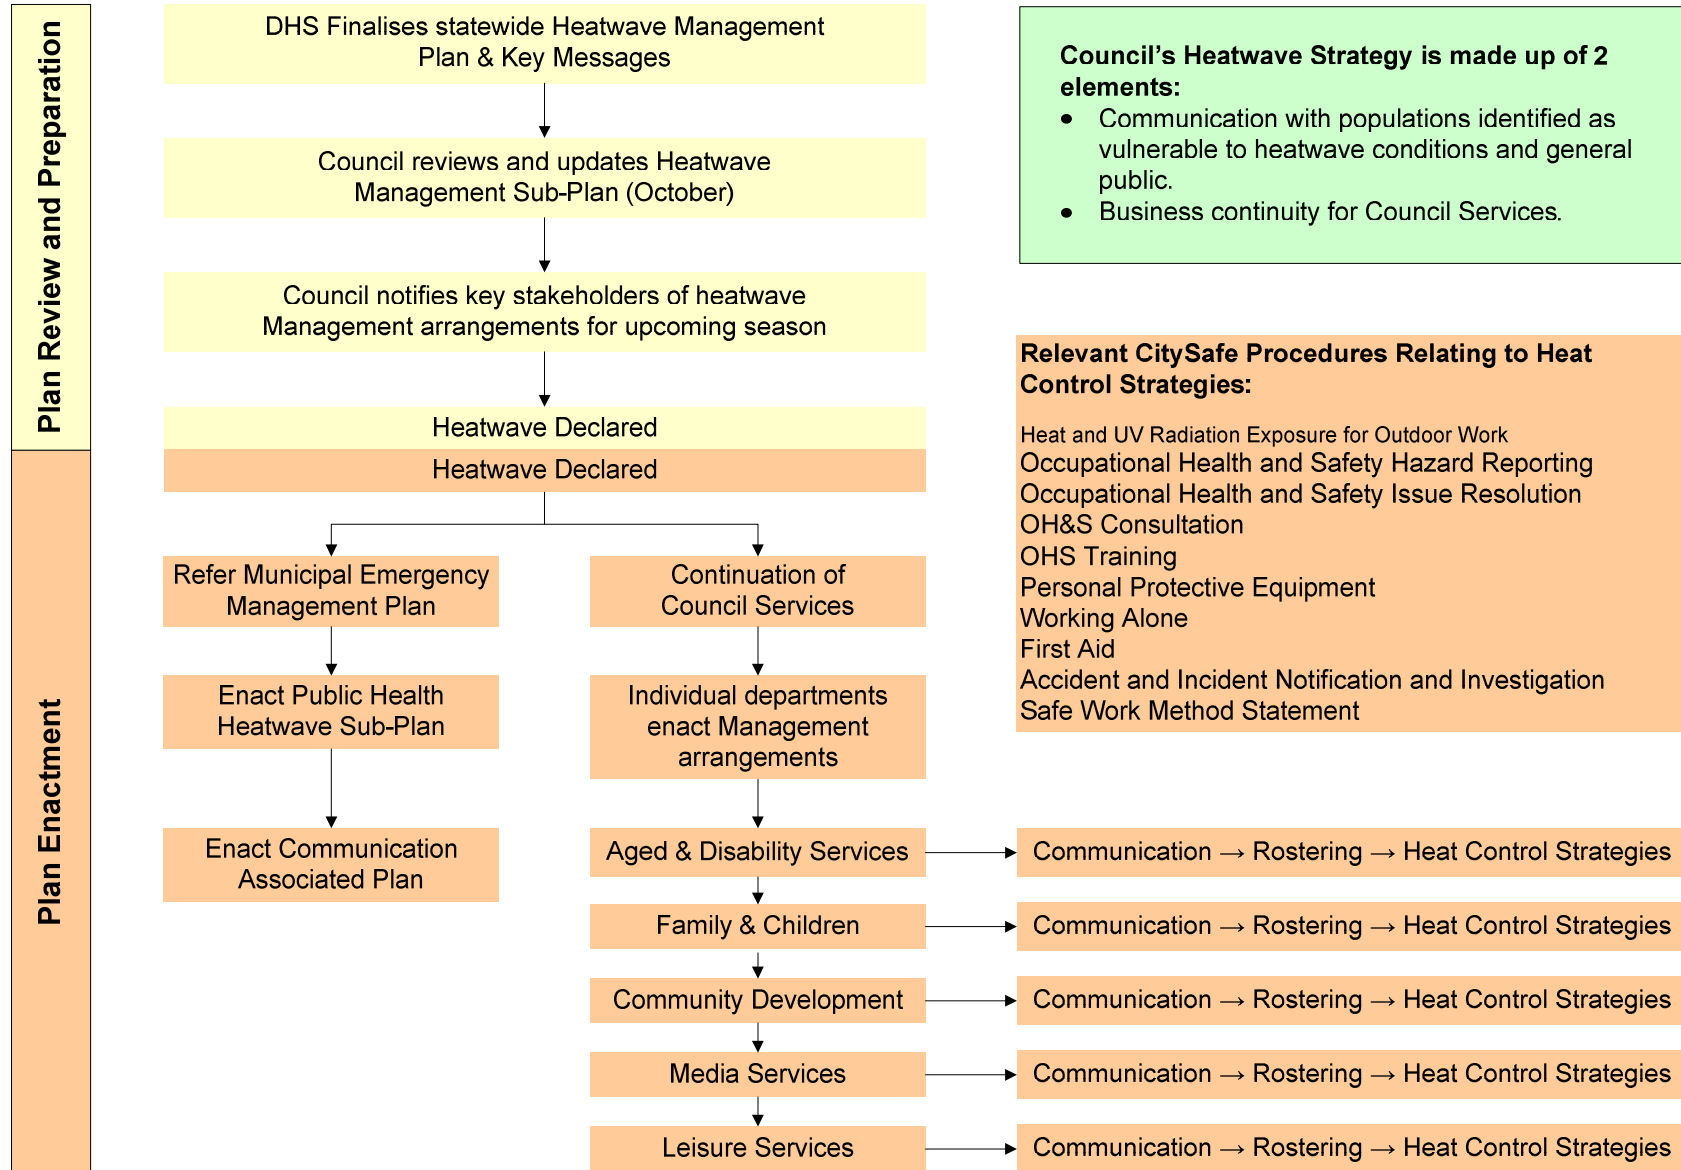 Plan Review and Preparation
DHS Finalises statewide Heatwave Management
Plan & Key Messages
Council reviews and updates Heatwave
Management Sub-Plan (October)
Council notifies key stakeholders of heatwave
Management arrangements for upcoming season
Heatwave Declared
Council's Heatwave Strategy is made up of 2
elements:
• Communication with populations identified as
vulnerable to heatwave conditions and general
public.
• Business continuity for Council Services.
Relevant CitySafe Procedures Relating to Heat
Control Strategies:
Heat and UV Radiation Exposure for Outdoor Work
Occupational Health and Safety Hazard Reporting
Occupational Health and Safety Issue Resolution
OH&S Consultation
OHS Training
Personal Protective Equipment
Working Alone
First Aid
Accident and Incident Notification and Investigation
Safe Work Method Statement
Plan Enactment
Heatwave Declared
Refer Municipal Emergency
Management Plan
Enact Public Health
Heatwave Sub-Plan
Enact Communication
Associated Plan
Continuation of
Council Services
Individual departments
enact Management
arrangements
Aged & Disability Services
Communication → Rostering → Heat Control Strategies
Family & Children
Communication → Rostering → Heat Control Strategies
Community Development
Communication → Rostering → Heat Control Strategies
Media Services
Communication → Rostering → Heat Control Strategies
Leisure Services
Communication → Rostering → Heat Control Strategies